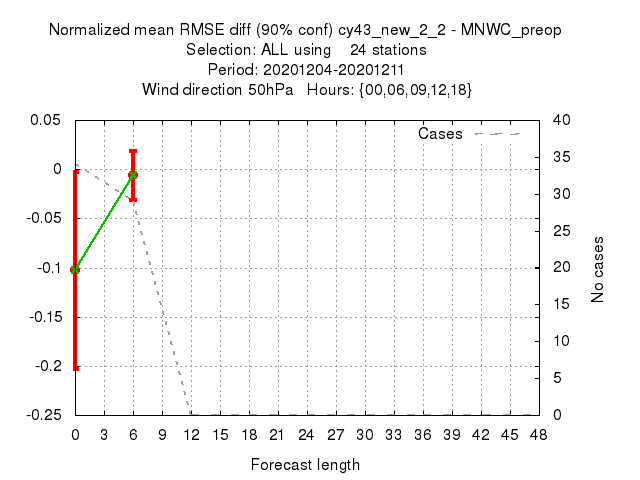 Normalized mean RMSE diff (90% conf) cy43_new_2_2 - MNWC_preop
Selection: ALL using    24 stations
Period: 20201204-20201211
Wind direction 50hPa   Hours: {00,06,09,12,18}
Cases
0.05
0
-0.05
-0.1
-0.15
-0.2
-0.25
40
35
30
25
20
15
10
5
0
No cases
0 3 6 9 12 15 18 21 24 27 30 33 36 39 42 45 48
Forecast length